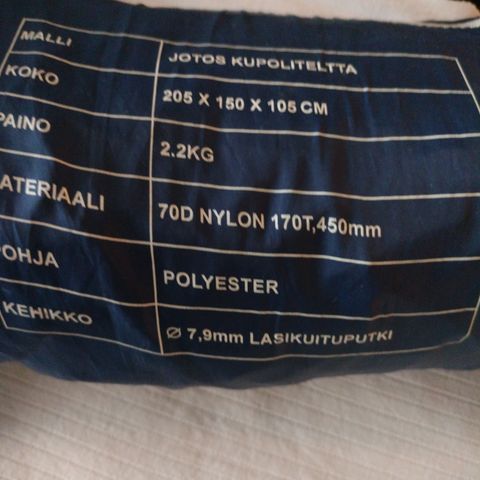 MALLI JOTOS KUPOLITELTTA
KOKO 205 X 150 X 105 CM
PAINO 2.2KG
ATERIAALI 70D NYLON 170T,450mm
POHJA POLYESTER
KEHIKKO Ø 7,9mm LASIKUITUPUTKI